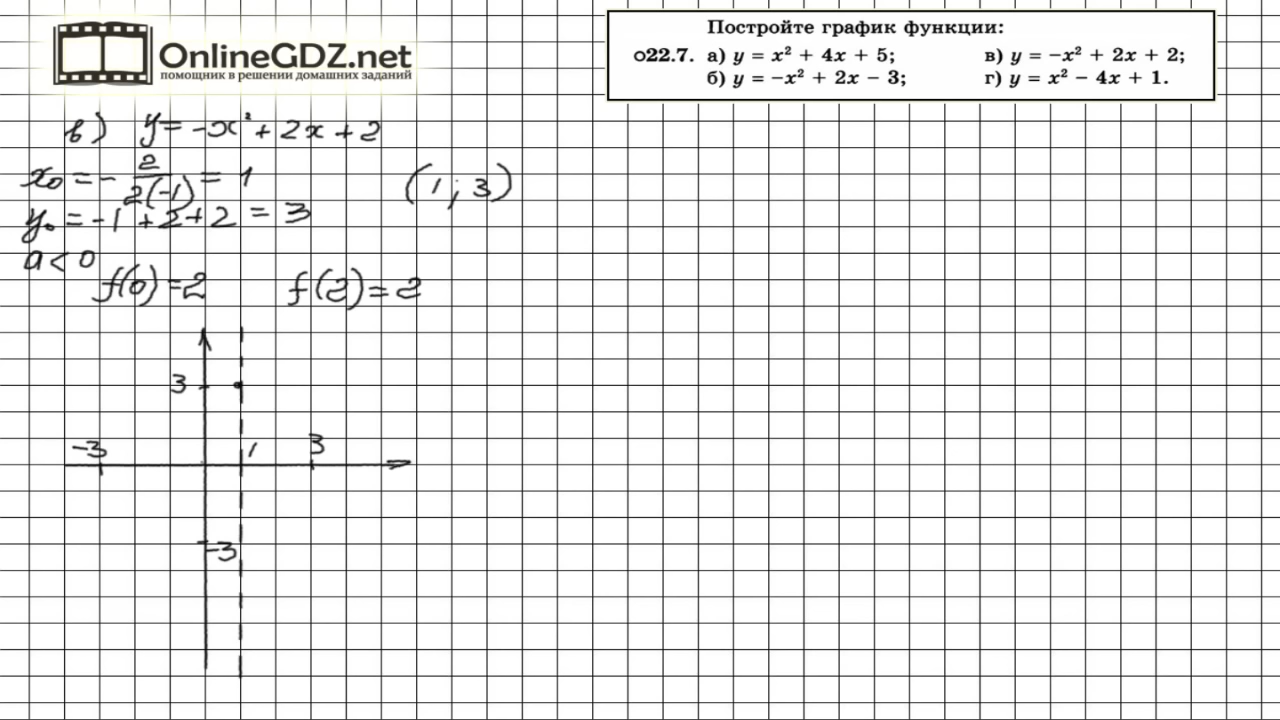 OnlineGDZ.net
помощник в решении домашних заданий
Постройте график функции:
о22.7. а) y = x² + 4x + 5; в) y = −x² + 2x + 2;
б) y = −x² + 2x − 3; г) y = x² − 4x + 1.
в) y = -x² + 2x + 2
x₀ = - 2/2(-1) = 1 (1; 3)
y₀ = -1 + 2 + 2 = 3
a < 0
f(0) = 2 f(2) = 2
3
-3 1 3
-3